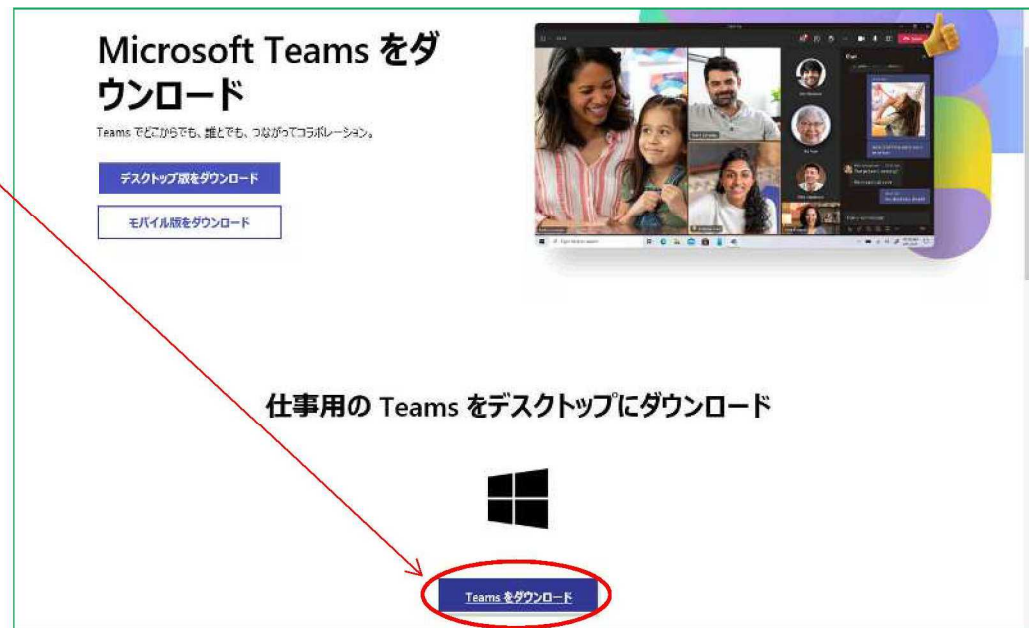 Microsoft Teams をダ
ウンロード
Teams でどこからでも、誰とでも、つながってコラボレーション。
デスクトップ版をダウンロード
モバイル版をダウンロード
Chat
仕事用の Teams をデスクトップにダウンロード
Teams をダウンロード